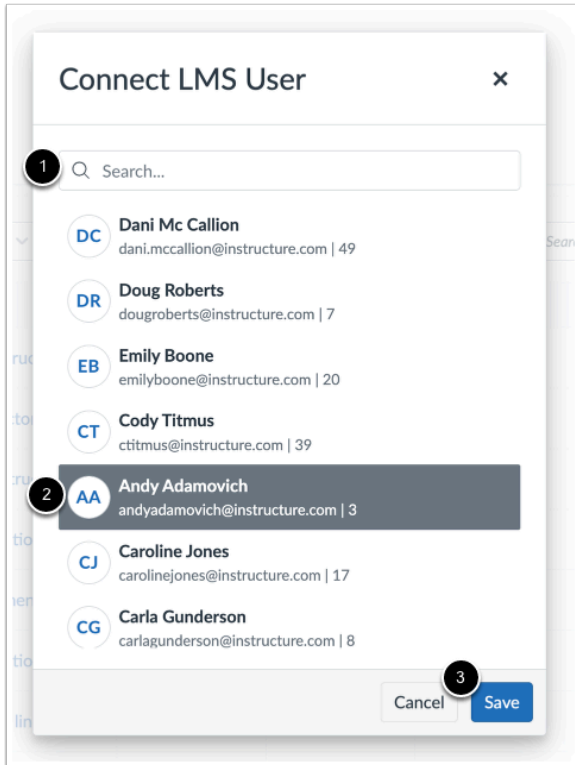 Connect LMS User
1
Search...
DC
Dani Mc Callion
dani.mccallion@instructure.com | 49
DR
Doug Roberts
dougroberts@instructure.com | 7
EB
Emily Boone
emilyboone@instructure.com | 20
CT
Cody Titmus
ctitmus@instructure.com | 39
2
AA
Andy Adamovich
andyadamovich@instructure.com | 3
CJ
Caroline Jones
carolinejones@instructure.com | 17
CG
Carla Gunderson
carlagunderson@instructure.com | 8
3
Cancel
Save